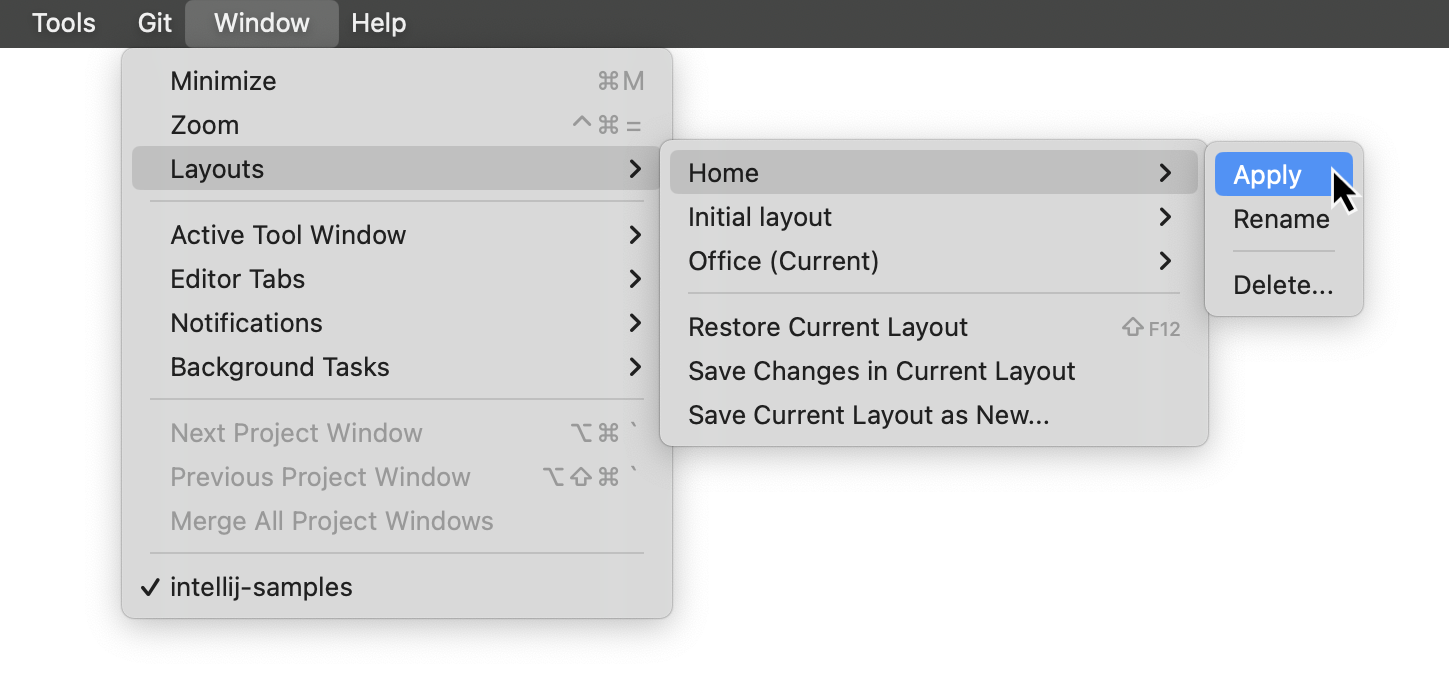 Tools Git Window Help
Minimize ⌘M
Zoom ^⌘=
Layouts
Active Tool Window
Editor Tabs
Notifications
Background Tasks
Next Project Window ⌥⌘`
Previous Project Window ⌥⇧⌘`
Merge All Project Windows
✓ intellij-samples
Home
Initial layout
Office (Current)
Restore Current Layout ⇧F12
Save Changes in Current Layout
Save Current Layout as New...
Apply
Rename
Delete...